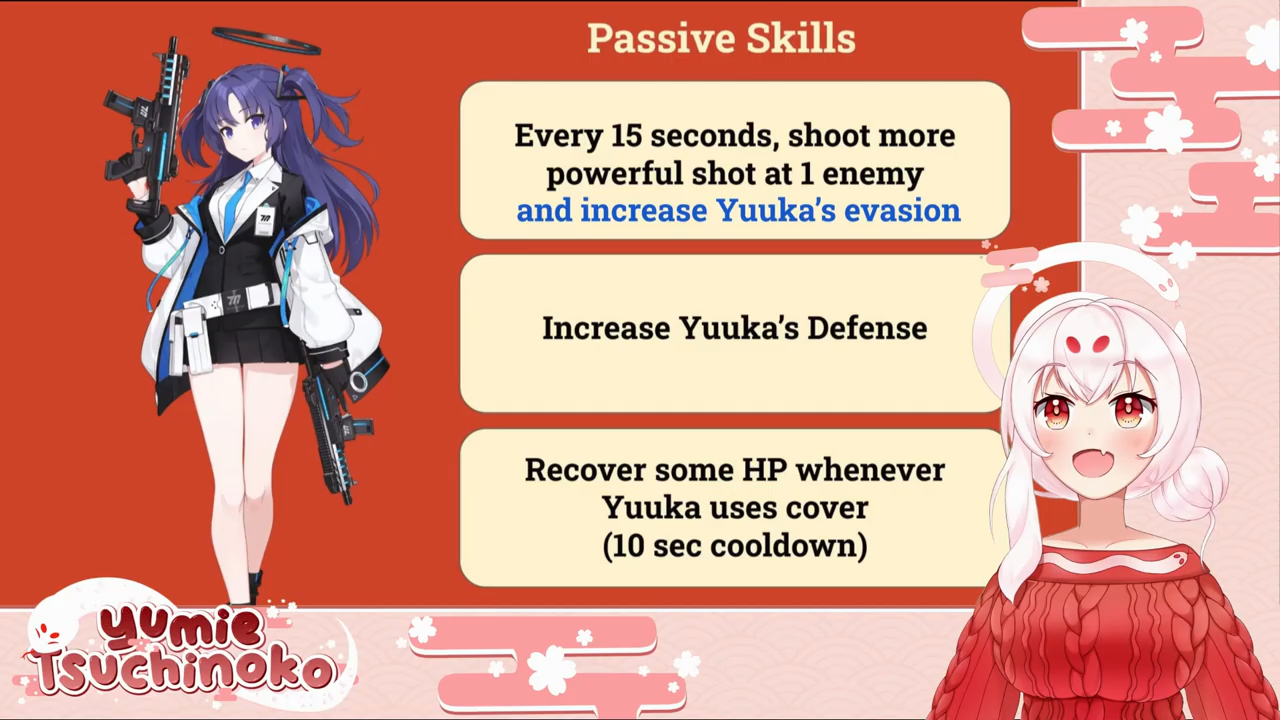 Passive Skills
Every 15 seconds, shoot more
powerful shot at 1 enemy
and increase Yuuka's evasion
Increase Yuuka's Defense
Recover some HP whenever
Yuuka uses cover
(10 sec cooldown)
Yumie
Tsuchinoko